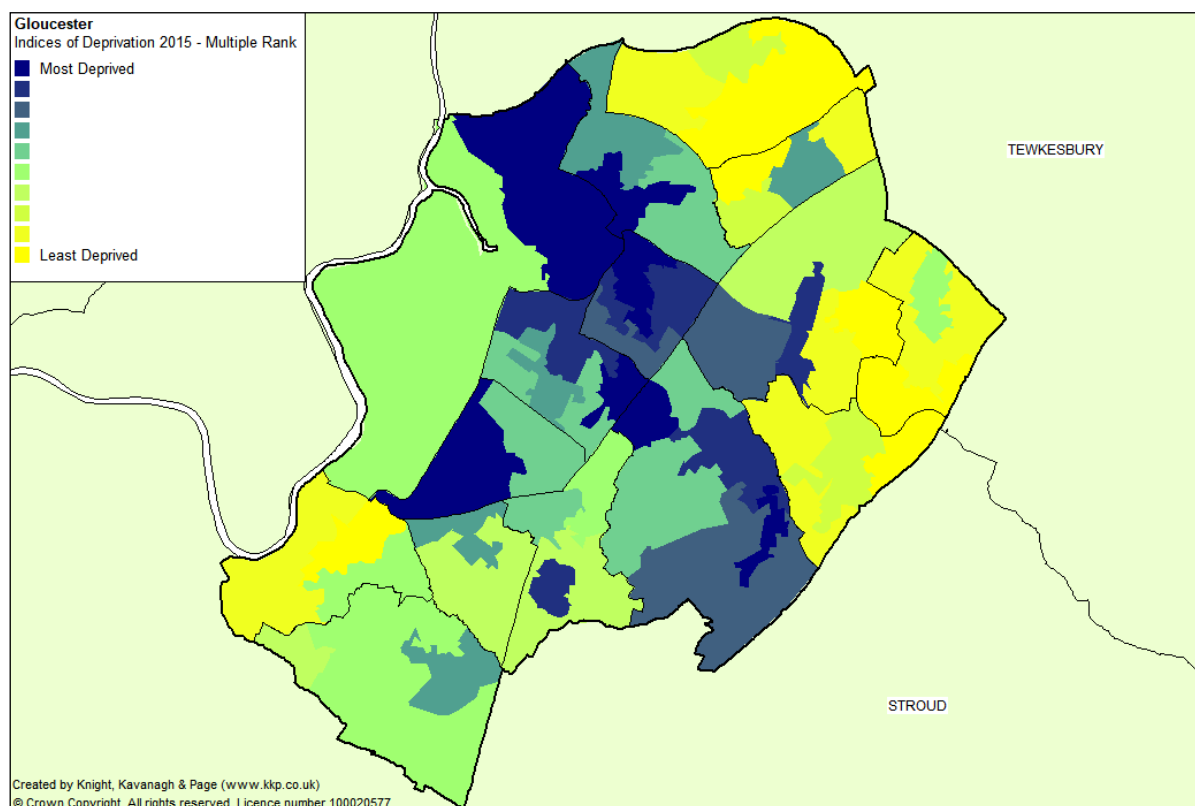 Gloucester
Indices of Deprivation 2015 - Multiple Rank
Most Deprived
Least Deprived
TEWKESBURY
STROUD
Created by Knight, Kavanagh & Page (www.kkp.co.uk)
© Crown Copyright. All rights reserved. Licence number 100020577